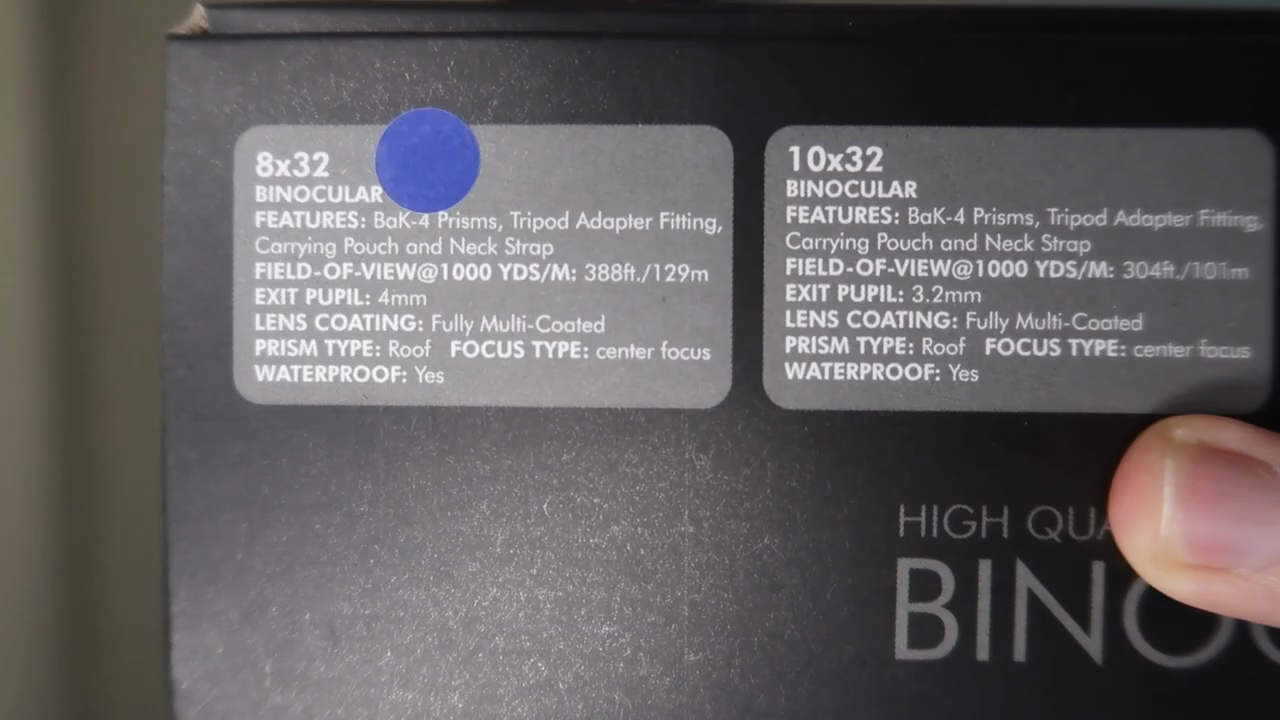 8x32
BINOCULAR
FEATURES: BaK-4 Prisms, Tripod Adapter Fitting,
Carrying Pouch and Neck Strap
FIELD-OF-VIEW@1000 YDS/M: 388ft./129m
EXIT PUPIL: 4mm
LENS COATING: Fully Multi-Coated
PRISM TYPE: Roof FOCUS TYPE: center focus
WATERPROOF: Yes
10x32
BINOCULAR
FEATURES: BaK-4 Prisms, Tripod Adapter Fitting,
Carrying Pouch and Neck Strap
FIELD-OF-VIEW@1000 YDS/M: 304ft./101m
EXIT PUPIL: 3.2mm
LENS COATING: Fully Multi-Coated
PRISM TYPE: Roof FOCUS TYPE: center focus
WATERPROOF: Yes
HIGH